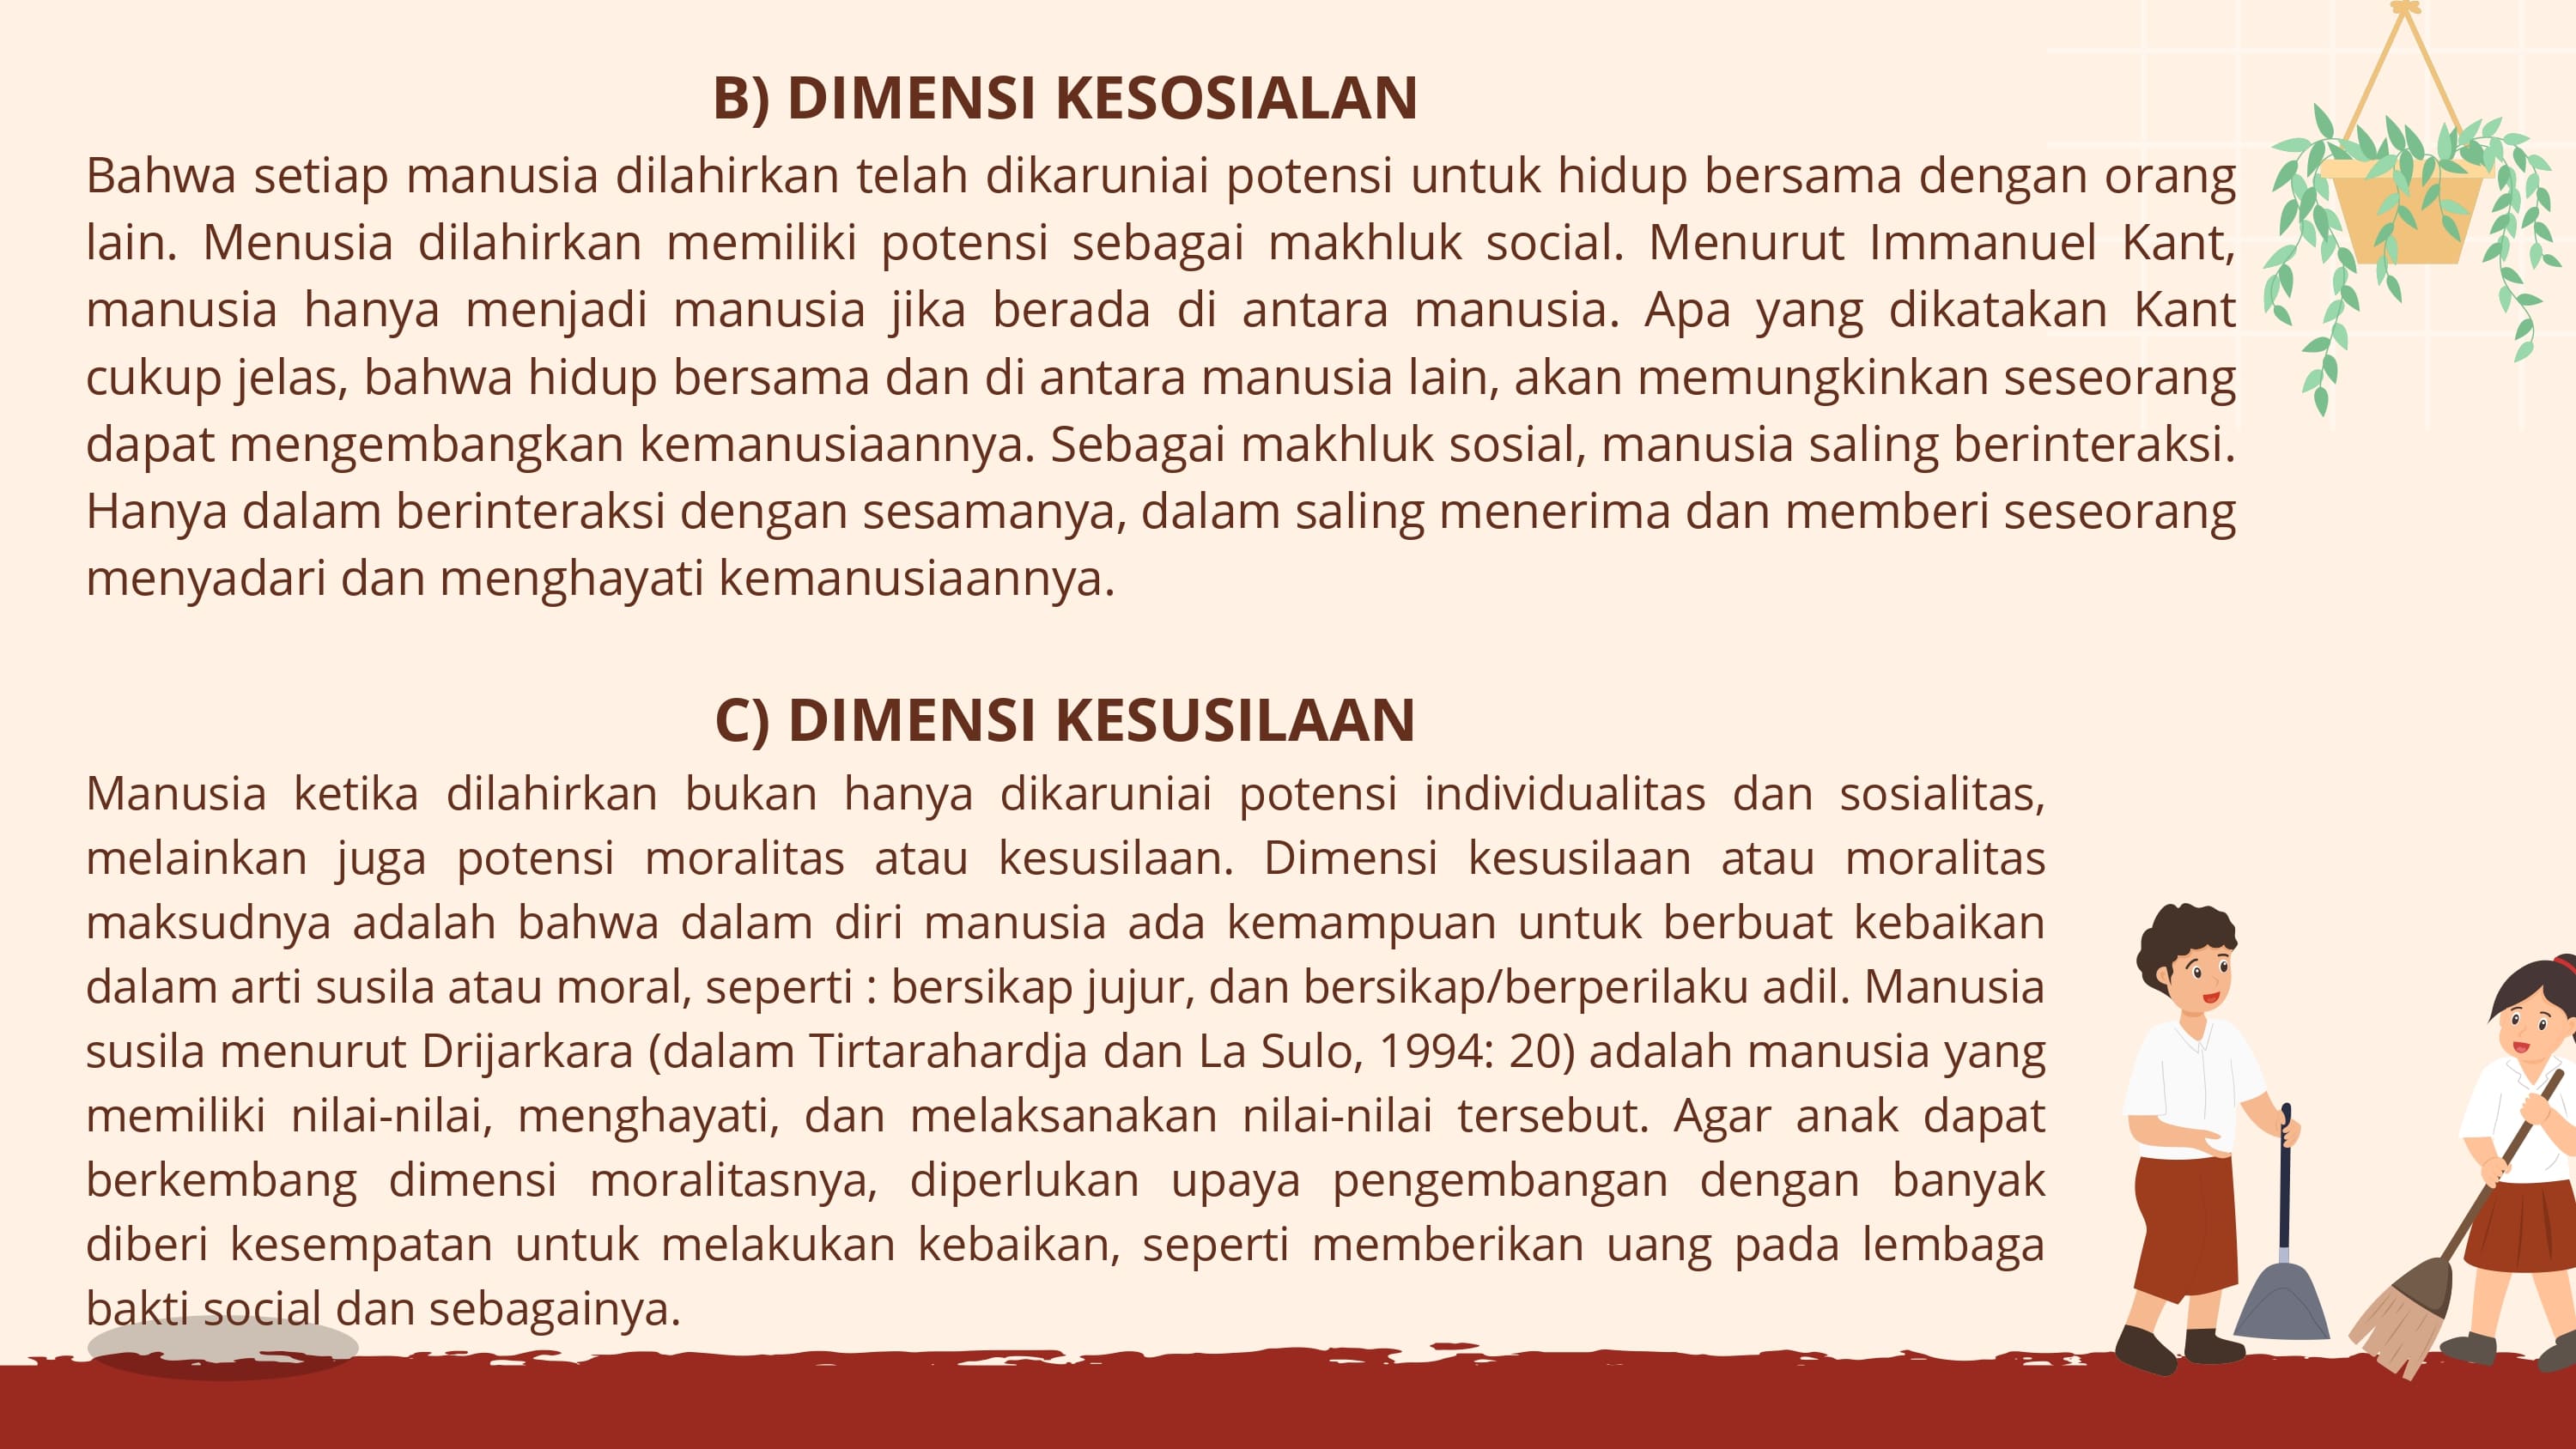 B) DIMENSI KESOSIALAN
Bahwa setiap manusia dilahirkan telah dikaruniai potensi untuk hidup bersama dengan orang
lain. Menusia dilahirkan memiliki potensi sebagai makhluk social. Menurut Immanuel Kant,
manusia hanya menjadi manusia jika berada di antara manusia. Apa yang dikatakan Kant
cukup jelas, bahwa hidup bersama dan di antara manusia lain, akan memungkinkan seseorang
dapat mengembangkan kemanusiaannya. Sebagai makhluk sosial, manusia saling berinteraksi.
Hanya dalam berinteraksi dengan sesamanya, dalam saling menerima dan memberi seseorang
menyadari dan menghayati kemanusiaannya.
C) DIMENSI KESUSILAAN
Manusia ketika dilahirkan bukan hanya dikaruniai potensi individualitas dan sosialitas,
melainkan juga potensi moralitas atau kesusilaan. Dimensi kesusilaan atau moralitas
maksudnya adalah bahwa dalam diri manusia ada kemampuan untuk berbuat kebaikan
dalam arti susila atau moral, seperti : bersikap jujur, dan bersikap/berperilaku adil. Manusia
susila menurut Drijarkara (dalam Tirtarahardja dan La Sulo, 1994: 20) adalah manusia yang
memiliki nilai-nilai, menghayati, dan melaksanakan nilai-nilai tersebut. Agar anak dapat
berkembang dimensi moralitasnya, diperlukan upaya pengembangan dengan banyak
diberi kesempatan untuk melakukan kebaikan, seperti memberikan uang pada lembaga
bakti social dan sebagainya.